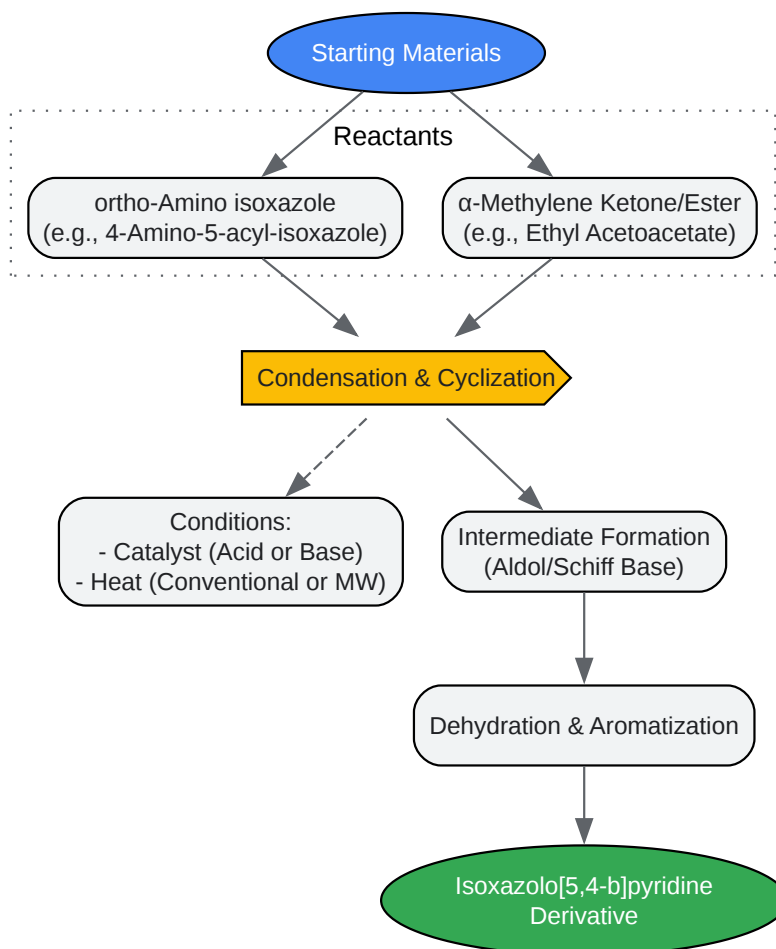 Starting Materials
Reactants
ortho-Amino isoxazole
(e.g., 4-Amino-5-acyl-isoxazole)
α-Methylene Ketone/Ester
(e.g., Ethyl Acetoacetate)
Condensation & Cyclization
Conditions:
- Catalyst (Acid or Base)
- Heat (Conventional or MW)
Intermediate Formation
(Aldol/Schiff Base)
Dehydration & Aromatization
Isoxazolo[5,4-b]pyridine
Derivative